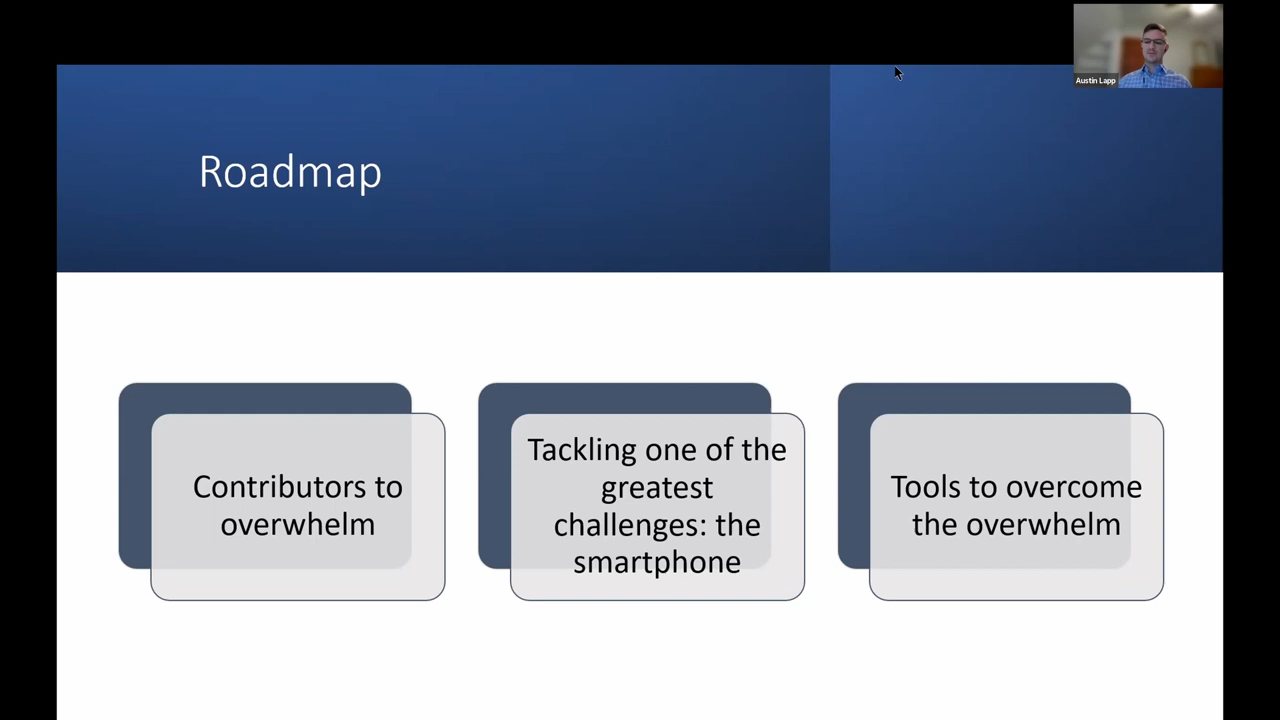 Austin Lapp
Roadmap
Contributors to
overwhelm
Tackling one of the
greatest
challenges: the
smartphone
Tools to overcome
the overwhelm